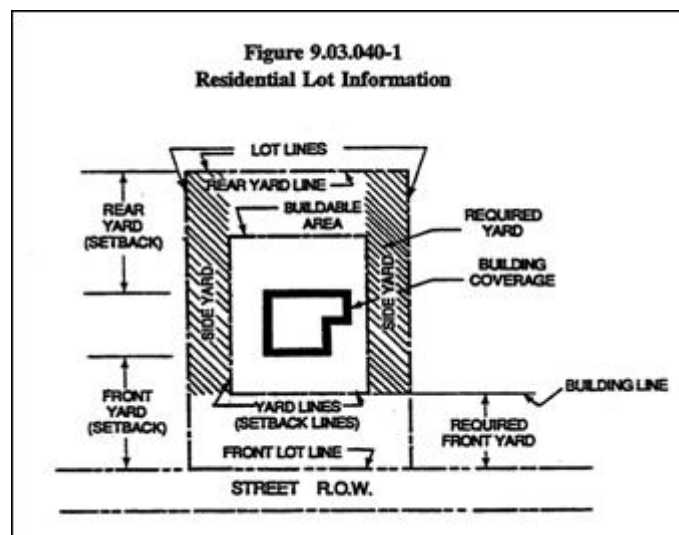 Figure 9.03.040-1
Residential Lot Information
LOT LINES
REAR YARD LINE
REAR
YARD
(SETBACK)
BUILDABLE
AREA
REQUIRED
YARD
SIDE YARD
SIDE YARD
BUILDING
COVERAGE
FRONT
YARD
(SETBACK)
YARD LINES
(SETBACK LINES)
BUILDING LINE
REQUIRED
FRONT YARD
FRONT LOT LINE
STREET R.O.W.